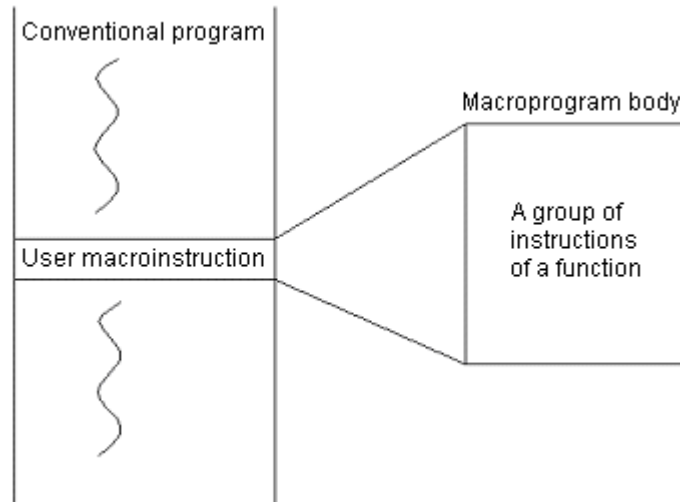 Conventional program
Macroprogram body
User macroinstruction
A group of
instructions
of a function